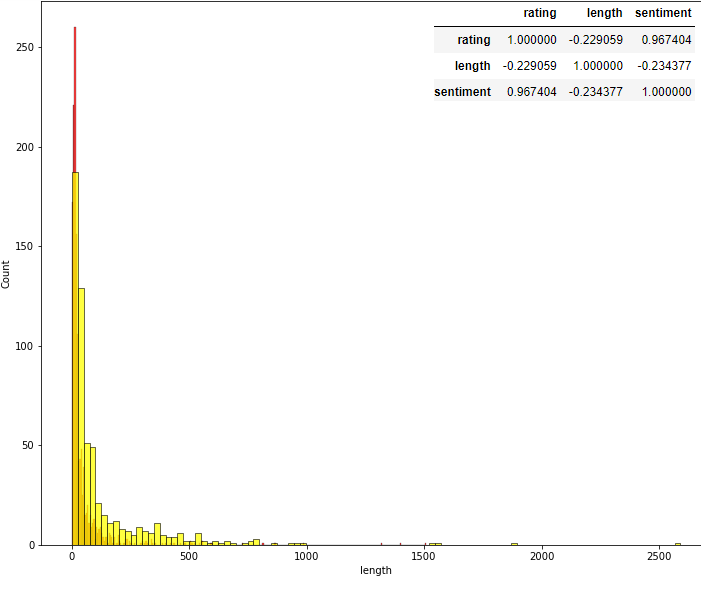 rating length sentiment
rating 1.000000 -0.229059 0.967404
length -0.229059 1.000000 -0.234377
sentiment 0.967404 -0.234377 1.000000
250
200
150
100
50
0
Count
0 500 1000 1500 2000 2500
length